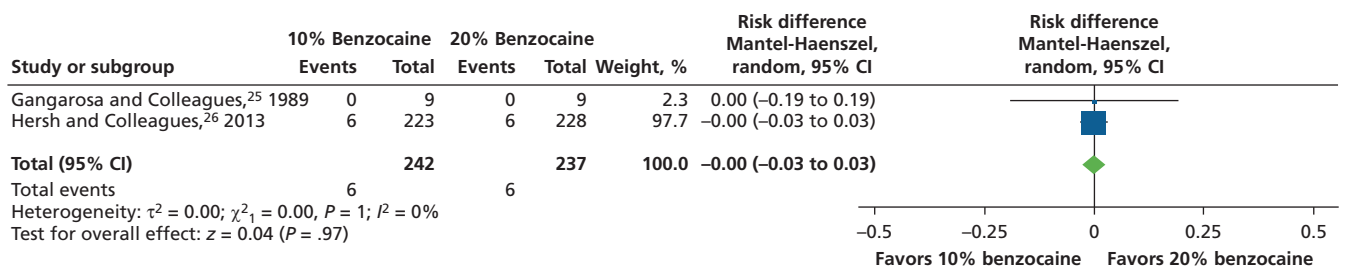 Risk difference Risk difference
10% Benzocaine 20% Benzocaine Mantel-Haenszel, Mantel-Haenszel,
Study or subgroup Events Total Events Total Weight, % random, 95% CI random, 95% CI
Gangarosa and Colleagues,²⁵ 1989 0 9 0 9 2.3 0.00 (–0.19 to 0.19)
Hersh and Colleagues,²⁶ 2013 6 223 6 228 97.7 –0.00 (–0.03 to 0.03)
Total (95% CI) 242 237 100.0 –0.00 (–0.03 to 0.03)
Total events 6 6
Heterogeneity: τ² = 0.00; χ²₁ = 0.00, P = 1; I² = 0%
Test for overall effect: z = 0.04 (P = .97)
–0.5 –0.25 0 0.25 0.5
Favors 10% benzocaine Favors 20% benzocaine